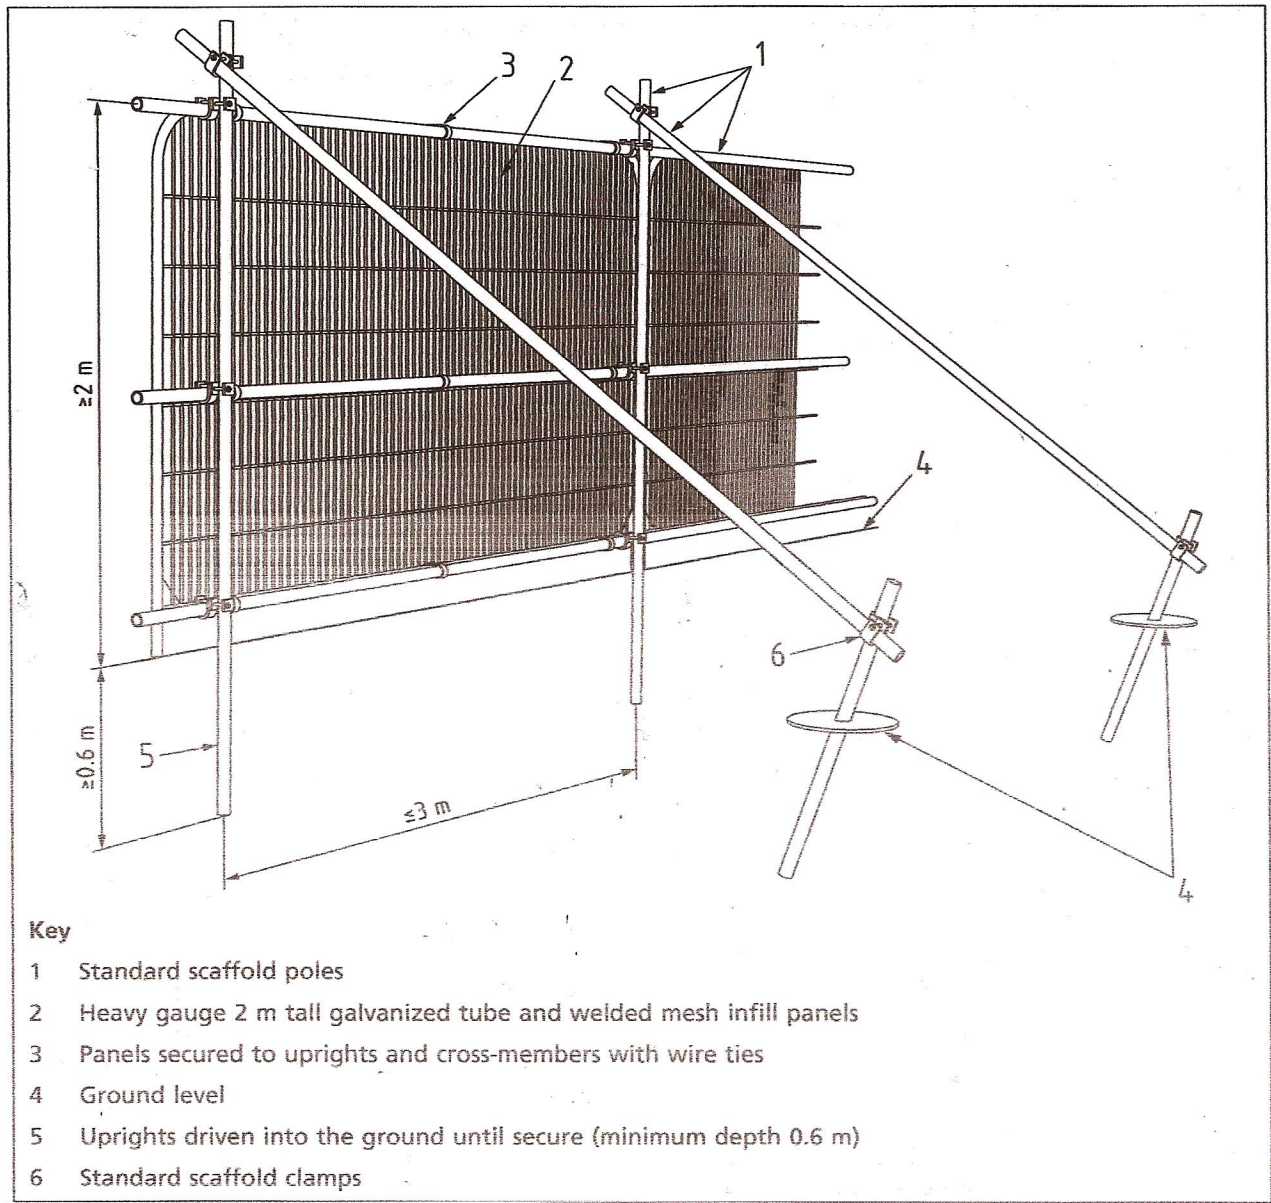 3
2
1
≥2 m
4
6
5
≥0.6 m
≤3 m
4
Key
1 Standard scaffold poles
2 Heavy gauge 2 m tall galvanized tube and welded mesh infill panels
3 Panels secured to uprights and cross-members with wire ties
4 Ground level
5 Uprights driven into the ground until secure (minimum depth 0.6 m)
6 Standard scaffold clamps